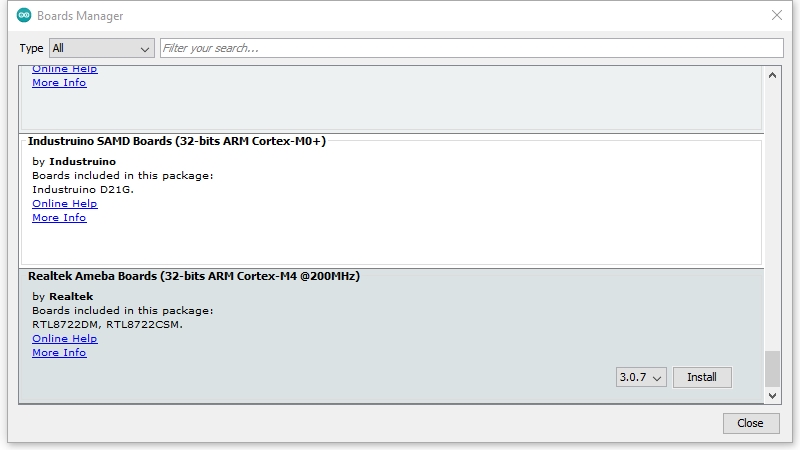 Boards Manager
Type All Filter your search...
Online Help
More Info
Industruino SAMD Boards (32-bits ARM Cortex-M0+)
by Industruino
Boards included in this package:
Industruino D21G.
Online Help
More Info
Realtek Ameba Boards (32-bits ARM Cortex-M4 @200MHz)
by Realtek
Boards included in this package:
RTL8722DM, RTL8722CSM.
Online Help
More Info
3.0.7 Install
Close